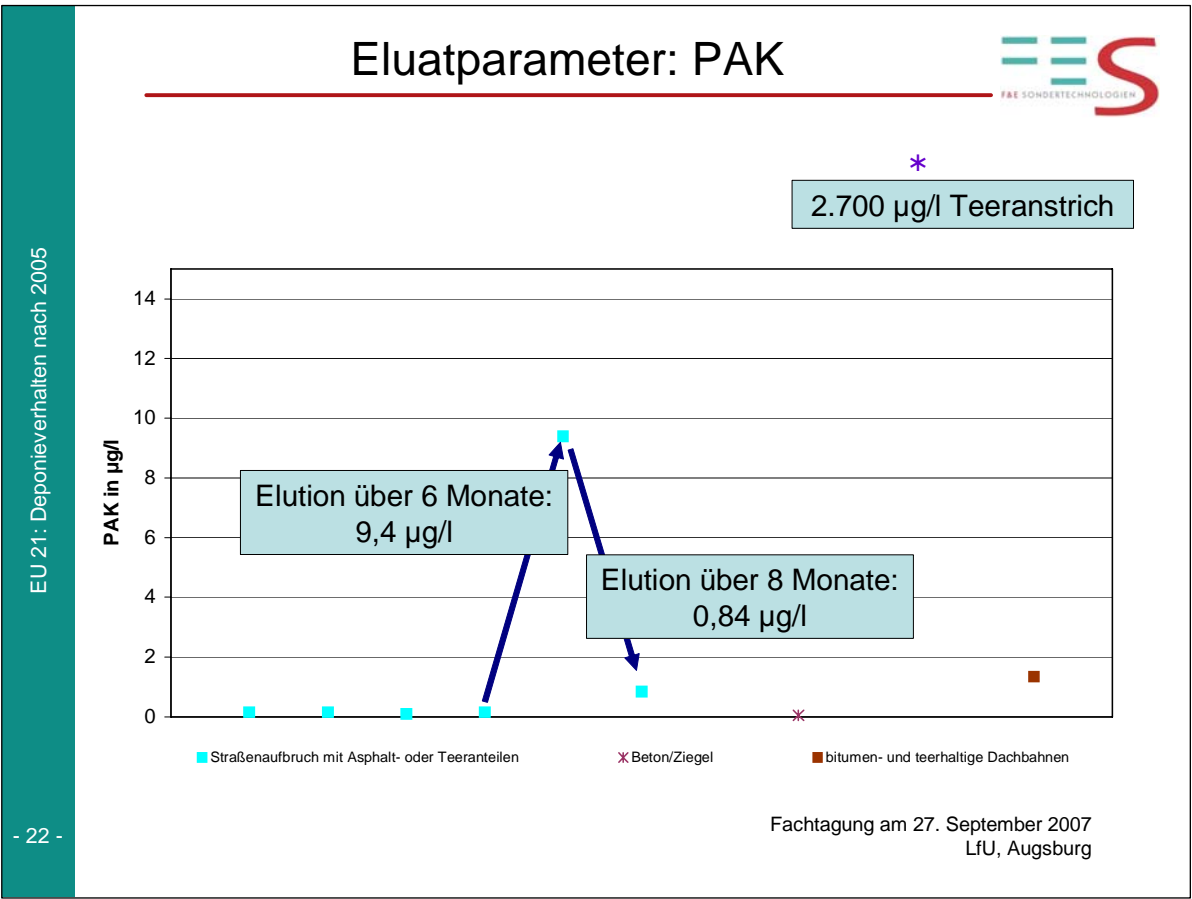 Eluatparameter: PAK
F&E SONDERTECHNOLOGIEN
*
2.700 µg/l Teeranstrich
EU 21: Deponieverhalten nach 2005
PAK in µg/l
14
12
10
8
6
4
2
0
Elution über 6 Monate:
9,4 µg/l
Elution über 8 Monate:
0,84 µg/l
Straßenaufbruch mit Asphalt- oder Teeranteilen
Beton/Ziegel
bitumen- und teerhaltige Dachbahnen
- 22 -
Fachtagung am 27. September 2007
LfU, Augsburg